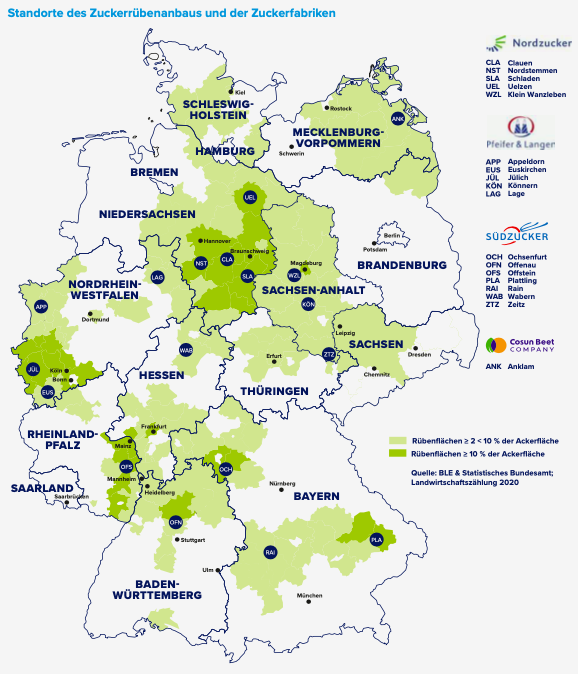 Standorte des Zuckerrübenanbaus und der Zuckerfabriken
Nordzucker
CLA Clauen
NST Nordstemmen
SLA Schladen
UEL Uelzen
WZL Klein Wanzleben
Pfeifer & Langen
APP Appeldorn
EUS Euskirchen
JÜL Jülich
KÖN Könnern
LAG Lage
SÜDZUCKER
OCH Ochsenfurt
OFN Offenau
OFS Offstein
PLA Plattling
RAI Rain
WAB Wabern
ZTZ Zeitz
Cosun Beet
COMPANY
ANK Anklam
Kiel
SCHLESWIG-
HOLSTEIN
Rostock
ANK
MECKLENBURG-
VORPOMMERN
Schwerin
HAMBURG
BREMEN
UEL
NIEDERSACHSEN
Hannover
Braunschweig
NST
CLA
SLA
Berlin
Potsdam
BRANDENBURG
Magdeburg
WZL
SACHSEN-ANHALT
KÖN
LAG
NORDRHEIN-
WESTFALEN
APP
Dortmund
Leipzig
SACHSEN
Dresden
ZTZ
Chemnitz
WAB
Erfurt
THÜRINGEN
HESSEN
JÜL
Köln
Bonn
EUS
RHEINLAND-
PFALZ
Frankfurt
Mainz
OFS
Mannheim
Heidelberg
SAARLAND
Saarbrücken
OCH
Nürnberg
BAYERN
OFN
Stuttgart
RAI
PLA
Ulm
München
BADEN-
WÜRTTEMBERG
Rübenflächen ≥ 2 < 10 % der Ackerfläche
Rübenflächen ≥ 10 % der Ackerfläche
Quelle: BLE & Statistisches Bundesamt;
Landwirtschaftszählung 2020